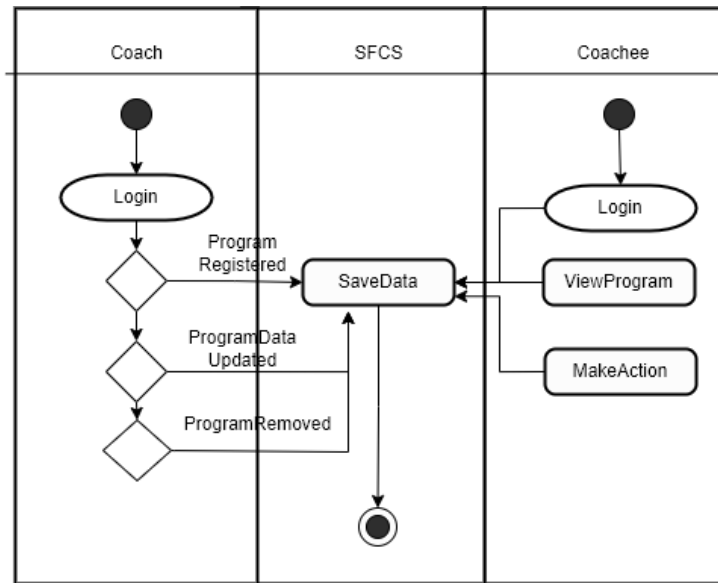 Coach
SFCS
Coachee
Login
Login
Program
Registered
SaveData
ViewProgram
ProgramData
Updated
MakeAction
ProgramRemoved